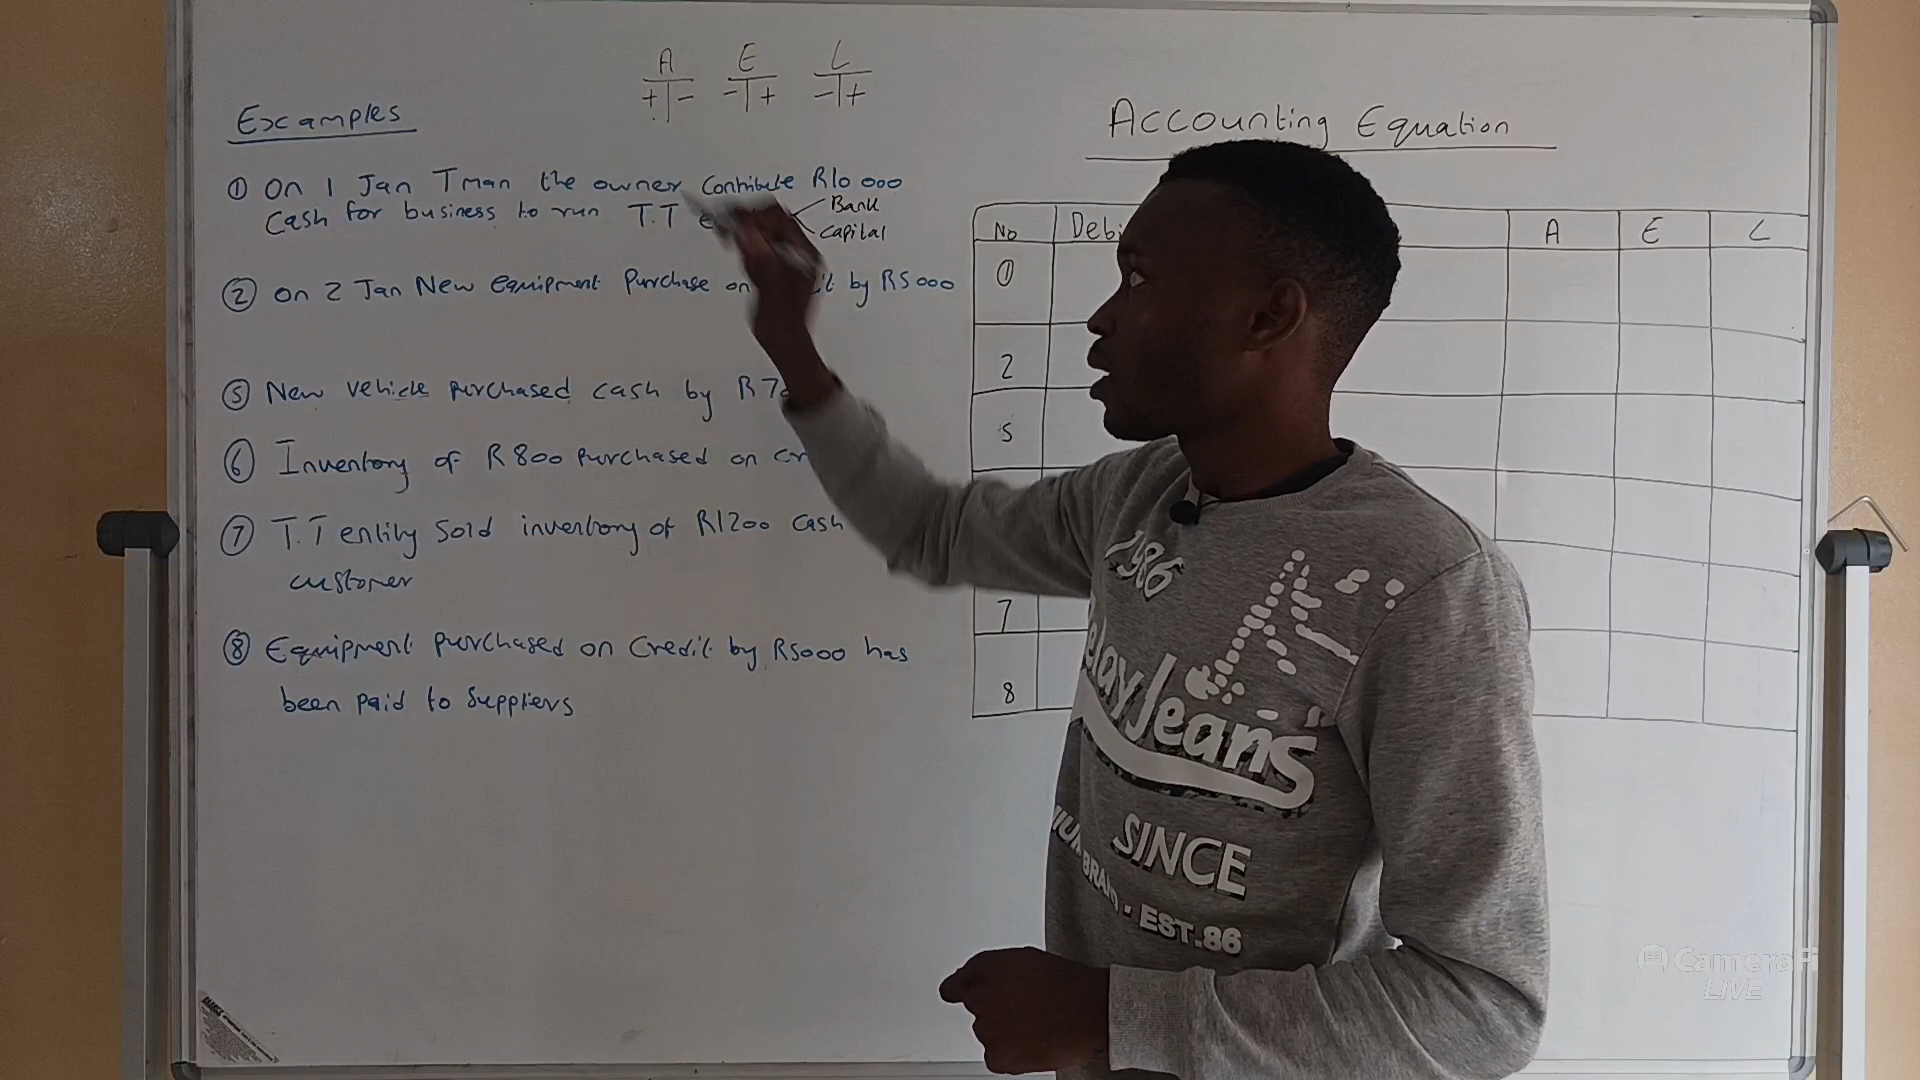 A E L
+ - - + - +
Examples
Accounting Equation
① On 1 Jan Tman the owner Contribute R10 000
Cash for business to run T.T
Bank
Capital
② on 2 Jan New equipment Purchase on by R5000
⑤ New vehicle purchased cash by
⑥ Inventory of R800 purchased on
⑦ T.T entity sold inventory of R1200 cash
customer
⑧ Equipment purchased on Credit by R5000 has
been paid to suppliers
No A E L
①
2
5
7
8
1986
Jeans
SINCE
EST.86
CameraFi
LIVE